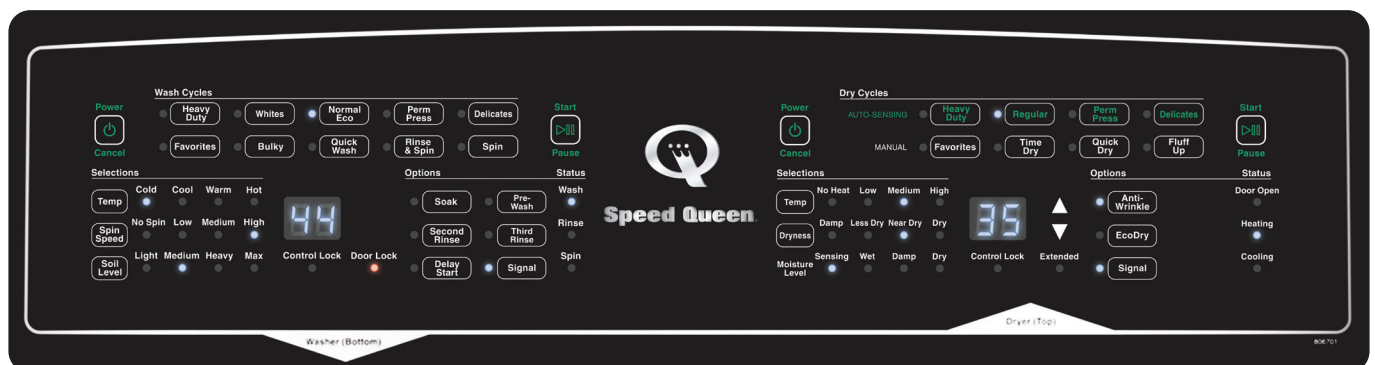 Wash Cycles
Power
Heavy Duty Whites Normal Eco Perm Press Delicates
Start
Cancel
Favorites Bulky Quick Wash Rinse & Spin Spin
Pause
Selections Options Status
Temp Cold Cool Warm Hot
Soak Pre-Wash Wash
44
Spin Speed No Spin Low Medium High
Second Rinse Third Rinse Rinse
Soil Level Light Medium Heavy Max
Control Lock Door Lock
Delay Start Signal Spin
Washer (Bottom)
Speed Queen
Dry Cycles
Power
AUTO-SENSING Heavy Duty Regular Perm Press Delicates
Start
Cancel
MANUAL Favorites Time Dry Quick Dry Fluff Up
Pause
Selections Options Status
Temp No Heat Low Medium High
Anti-Wrinkle Door Open
35
Dryness Damp Less Dry Near Dry Dry
EcoDry Heating
Moisture Level Sensing Wet Damp Dry
Control Lock Extended
Signal Cooling
Dryer (Top)
806701